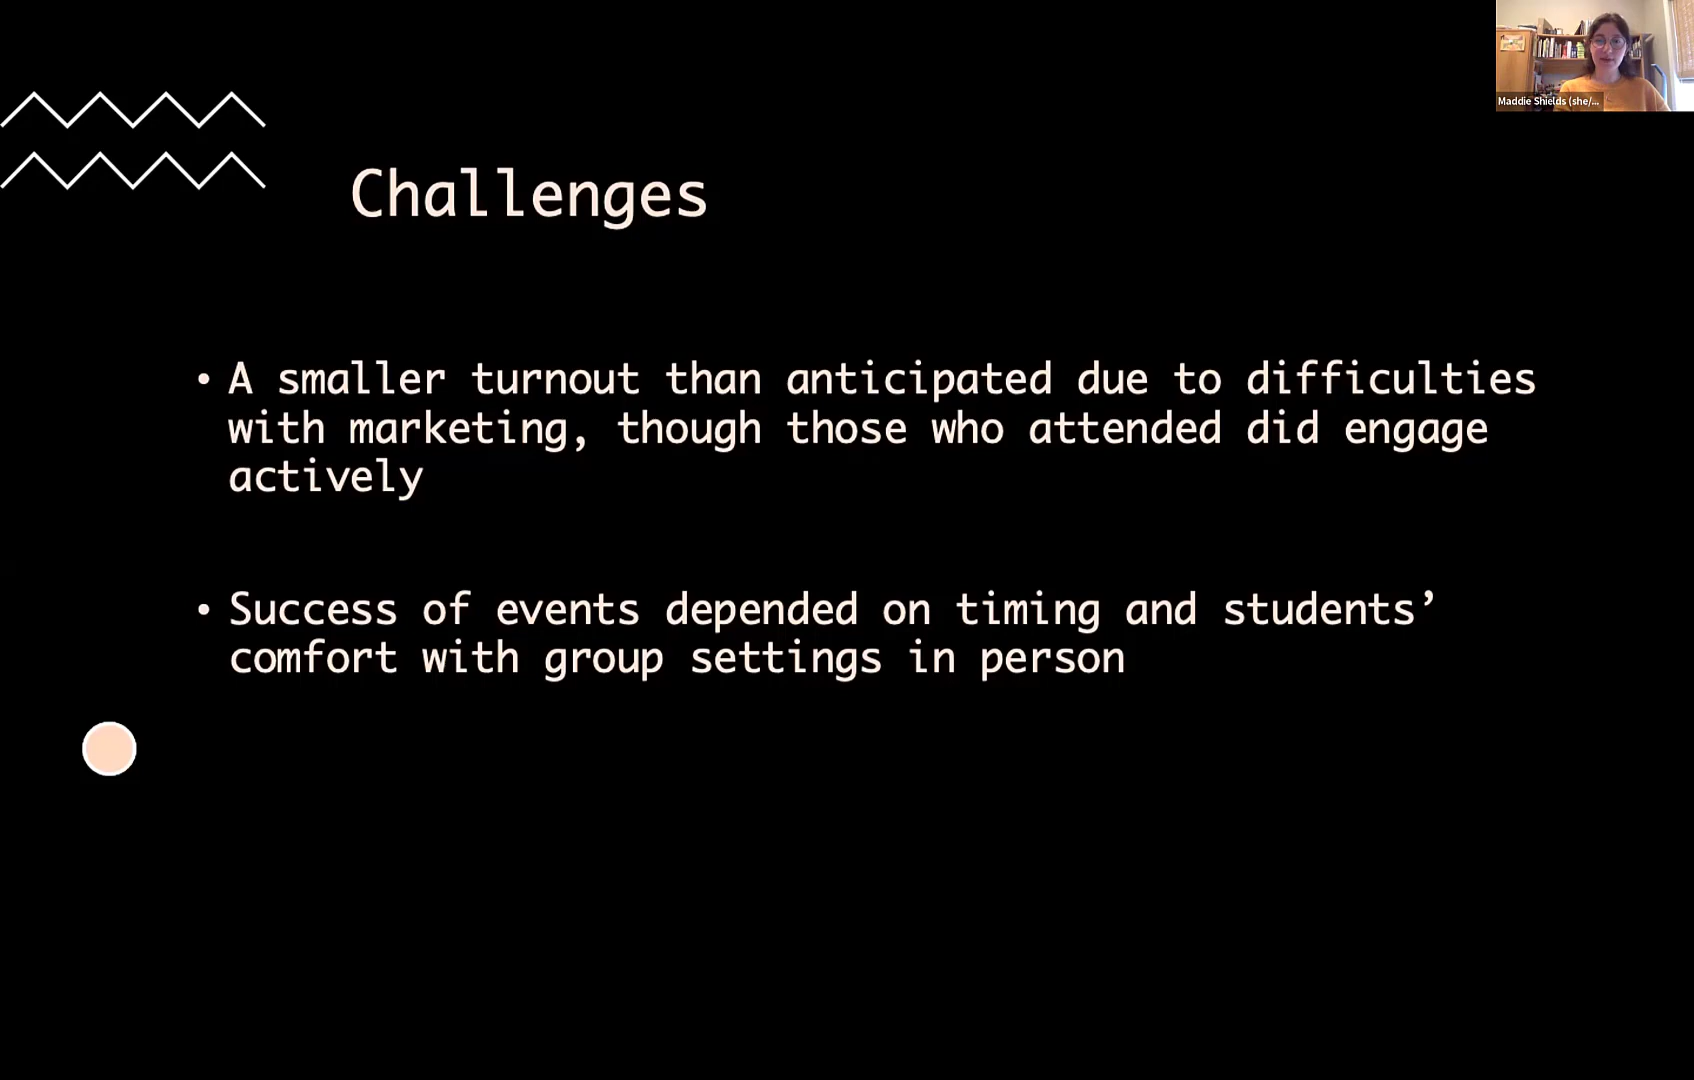 Maddie Shields (she/...
Challenges
• A smaller turnout than anticipated due to difficulties
with marketing, though those who attended did engage
actively
• Success of events depended on timing and students’
comfort with group settings in person